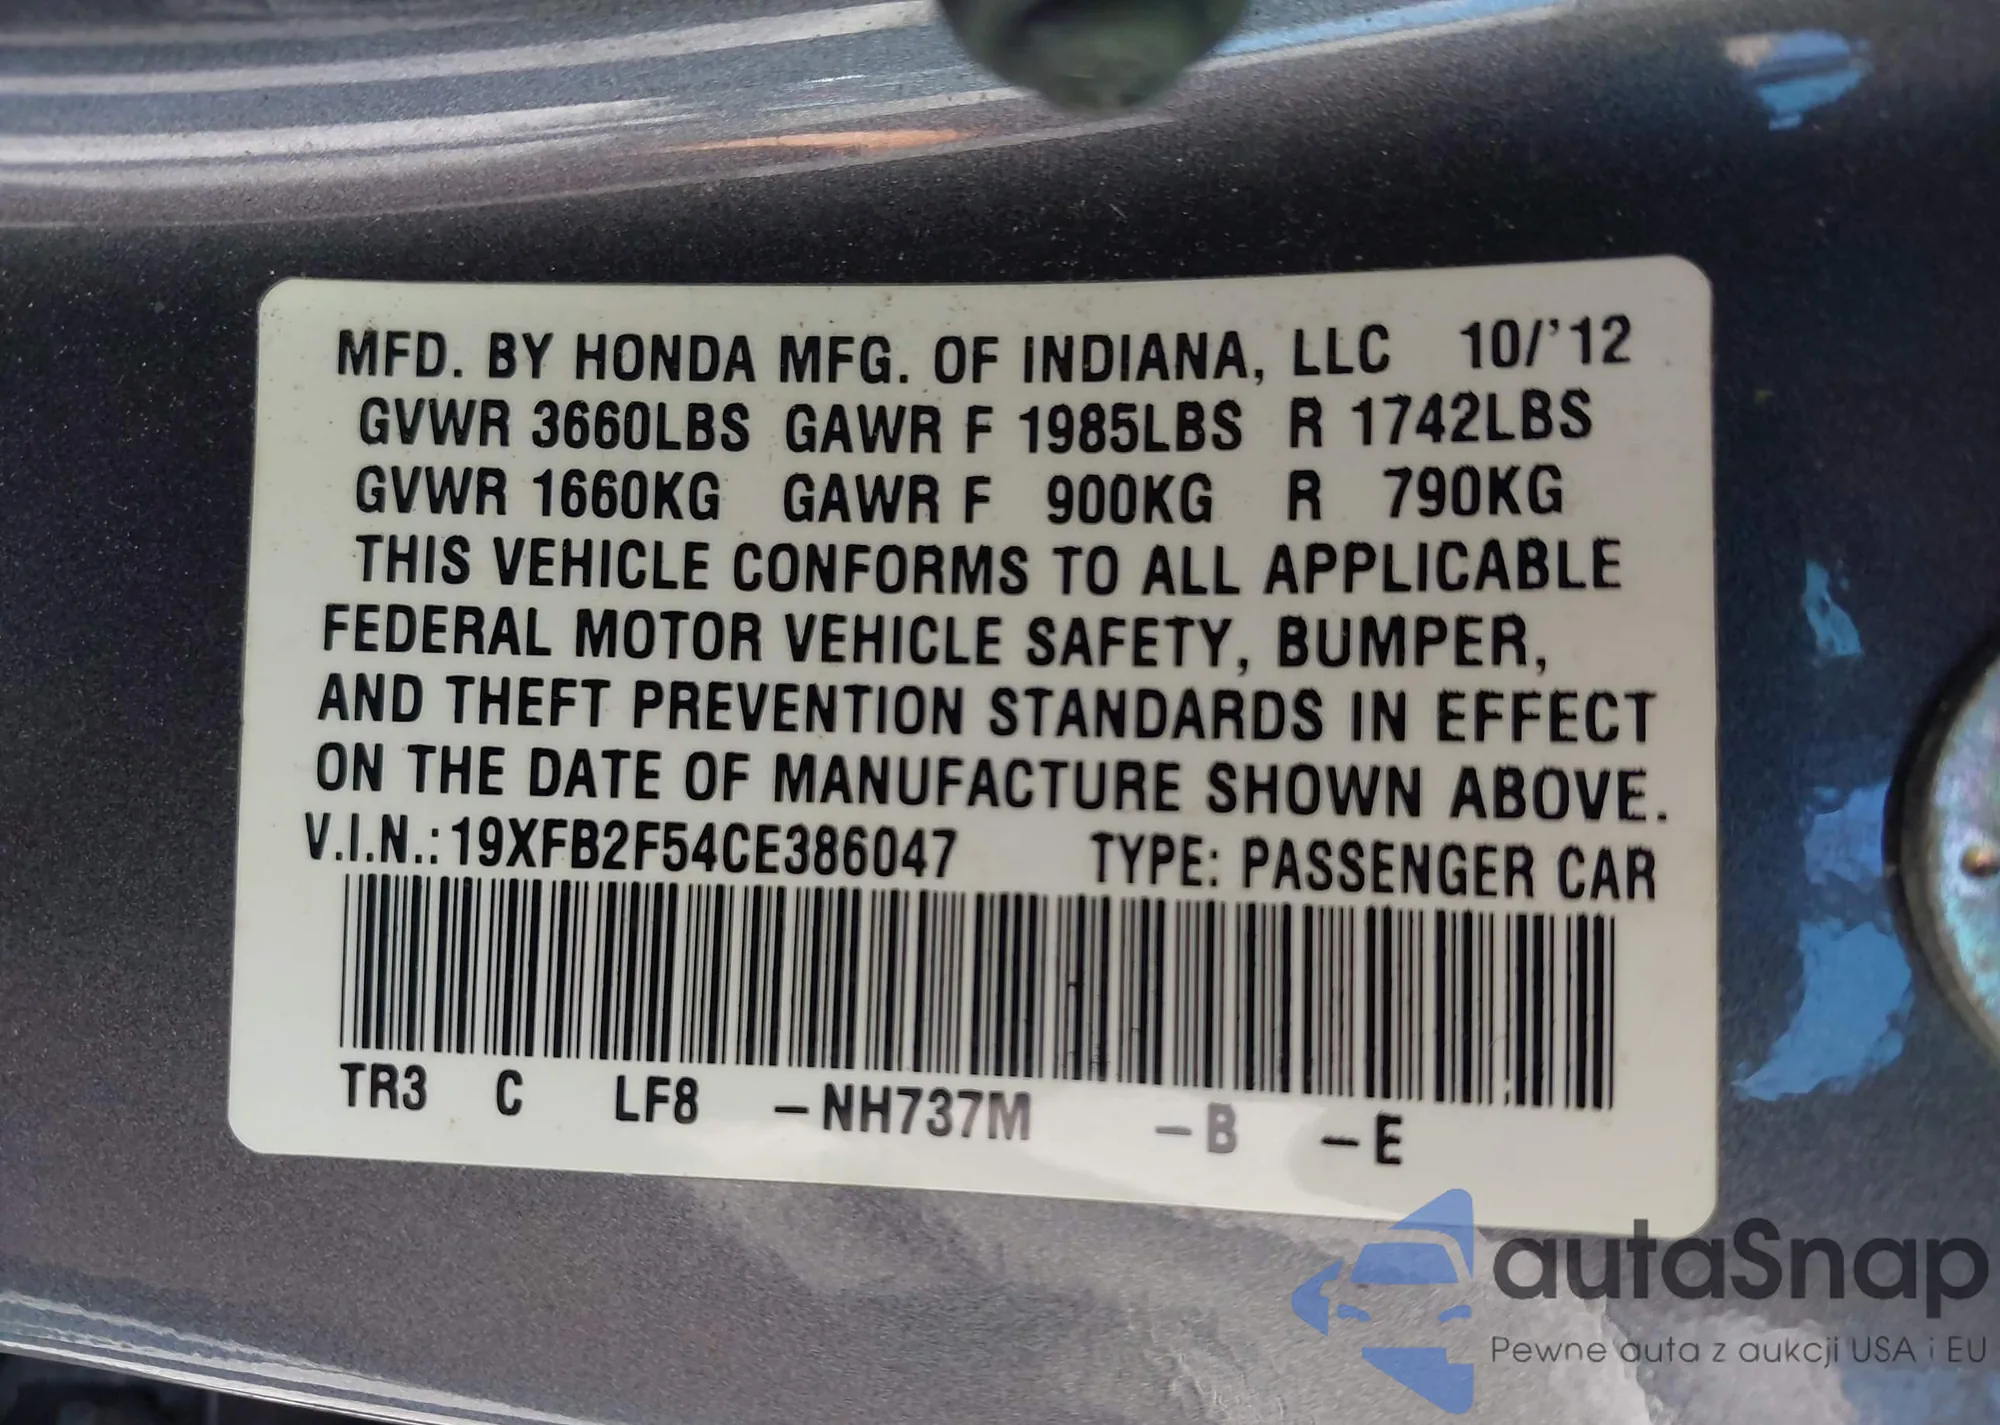 MFD. BY HONDA MFG. OF INDIANA, LLC 10/'12
GVWR 3660LBS GAWR F 1985LBS R 1742LBS
GVWR 1660KG GAWR F 900KG R 790KG
THIS VEHICLE CONFORMS TO ALL APPLICABLE
FEDERAL MOTOR VEHICLE SAFETY, BUMPER,
AND THEFT PREVENTION STANDARDS IN EFFECT
ON THE DATE OF MANUFACTURE SHOWN ABOVE.
V.I.N.: 19XFB2F54CE386047 TYPE: PASSENGER CAR
TR3 C LF8 –NH737M –B –E
autaSnap
Pewne auta z aukcji USA i EU